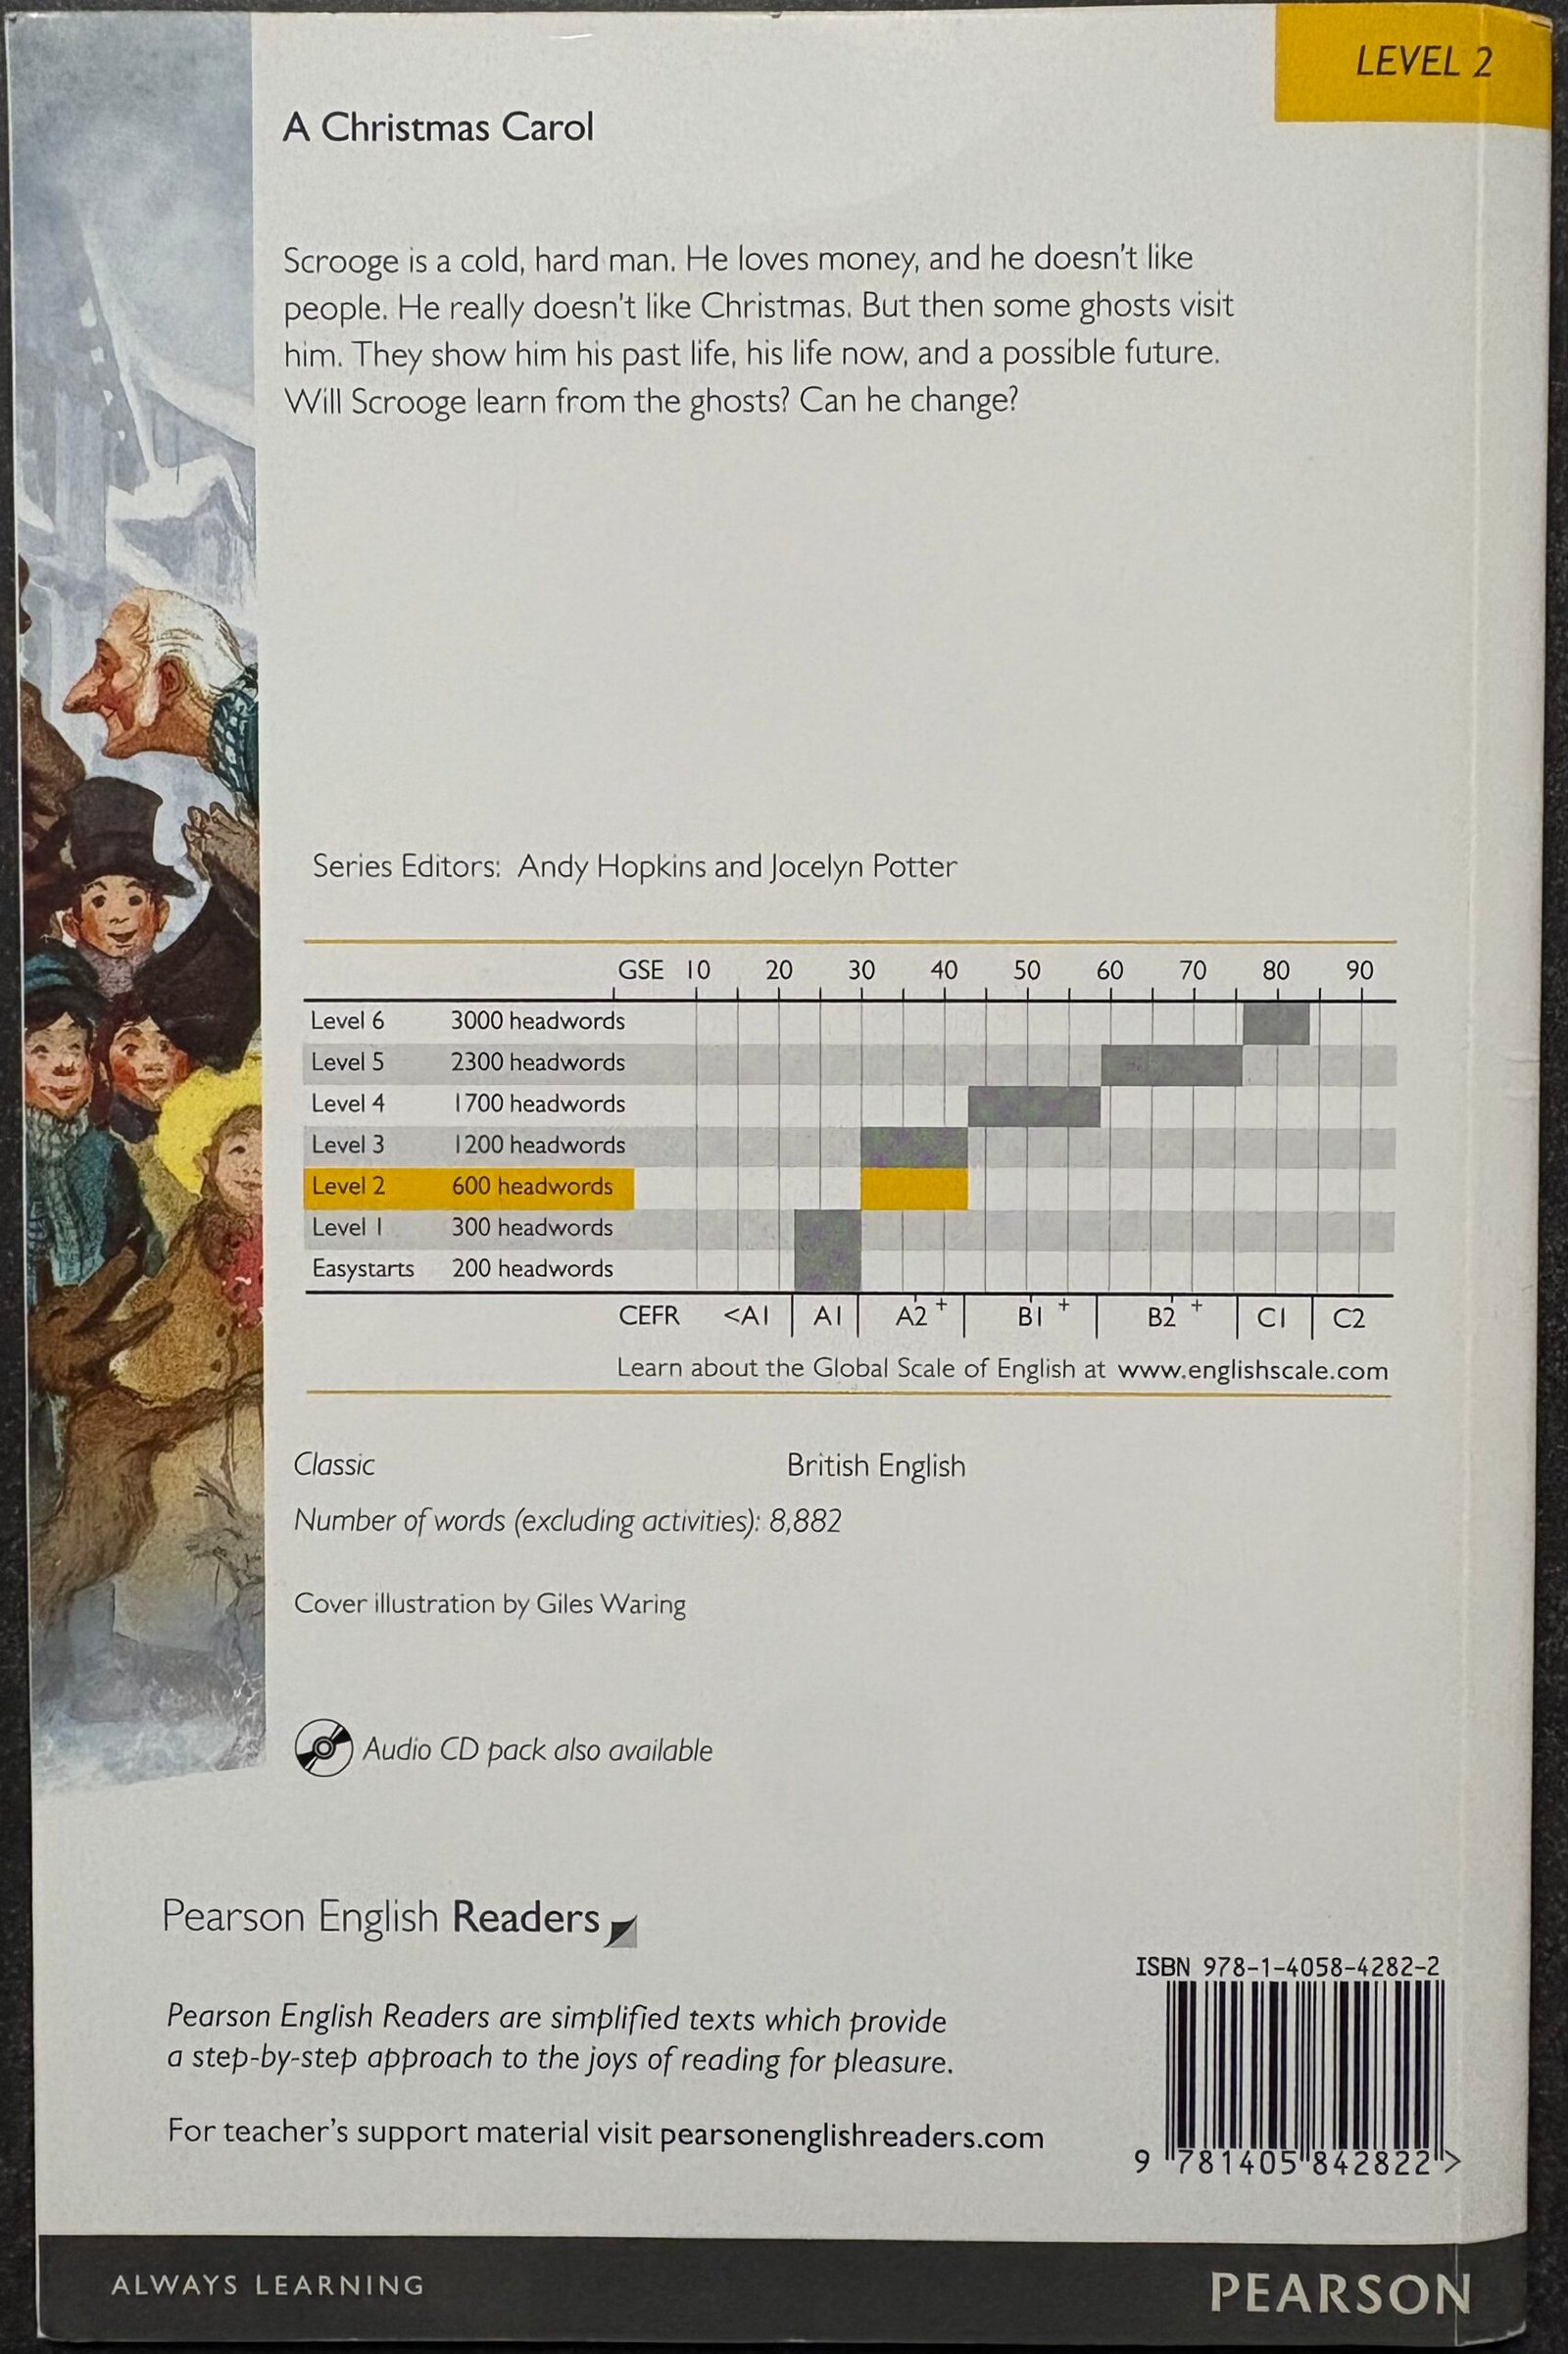 LEVEL 2
A Christmas Carol
Scrooge is a cold, hard man. He loves money, and he doesn't like
people. He really doesn't like Christmas. But then some ghosts visit
him. They show him his past life, his life now, and a possible future.
Will Scrooge learn from the ghosts? Can he change?
Series Editors: Andy Hopkins and Jocelyn Potter
GSE 10 20 30 40 50 60 70 80 90
Level 6 3000 headwords
Level 5 2300 headwords
Level 4 1700 headwords
Level 3 1200 headwords
Level 2 600 headwords
Level 1 300 headwords
Easystarts 200 headwords
CEFR <A1 A1 A2 + B1 + B2 + C1 C2
Learn about the Global Scale of English at www.englishscale.com
Classic British English
Number of words (excluding activities): 8,882
Cover illustration by Giles Waring
Audio CD pack also available
Pearson English Readers
Pearson English Readers are simplified texts which provide
a step-by-step approach to the joys of reading for pleasure.
For teacher's support material visit pearsonenglishreaders.com
ISBN 978-1-4058-4282-2
9 781405 842822 >
ALWAYS LEARNING
PEARSON